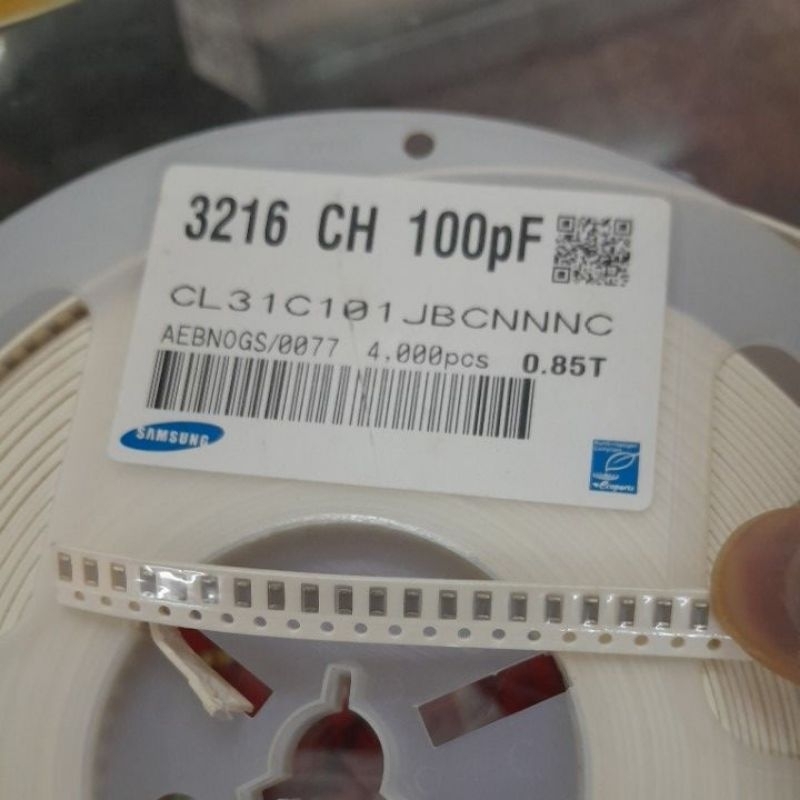 3216 CH 100pF
CL31C101JBCNNNC
AEBNOGS/0077 4.000pcs 0.85T
SAMSUNG